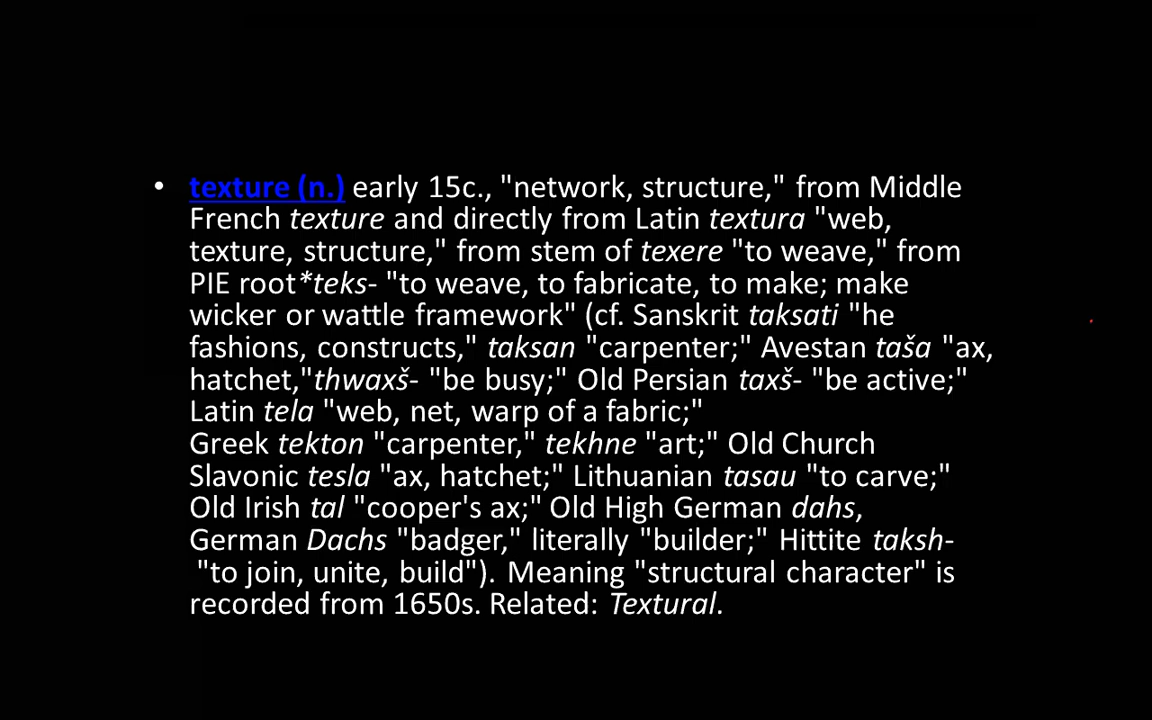 • texture (n.) early 15c., "network, structure," from Middle
French texture and directly from Latin textura "web,
texture, structure," from stem of texere "to weave," from
PIE root*teks- "to weave, to fabricate, to make; make
wicker or wattle framework" (cf. Sanskrit taksati "he
fashions, constructs," taksan "carpenter;" Avestan taša "ax,
hatchet,"thwaxš- "be busy;" Old Persian taxš- "be active;"
Latin tela "web, net, warp of a fabric;"
Greek tekton "carpenter," tekhne "art;" Old Church
Slavonic tesla "ax, hatchet;" Lithuanian tasau "to carve;"
Old Irish tal "cooper's ax;" Old High German dahs,
German Dachs "badger," literally "builder;" Hittite taksh-
"to join, unite, build"). Meaning "structural character" is
recorded from 1650s. Related: Textural.